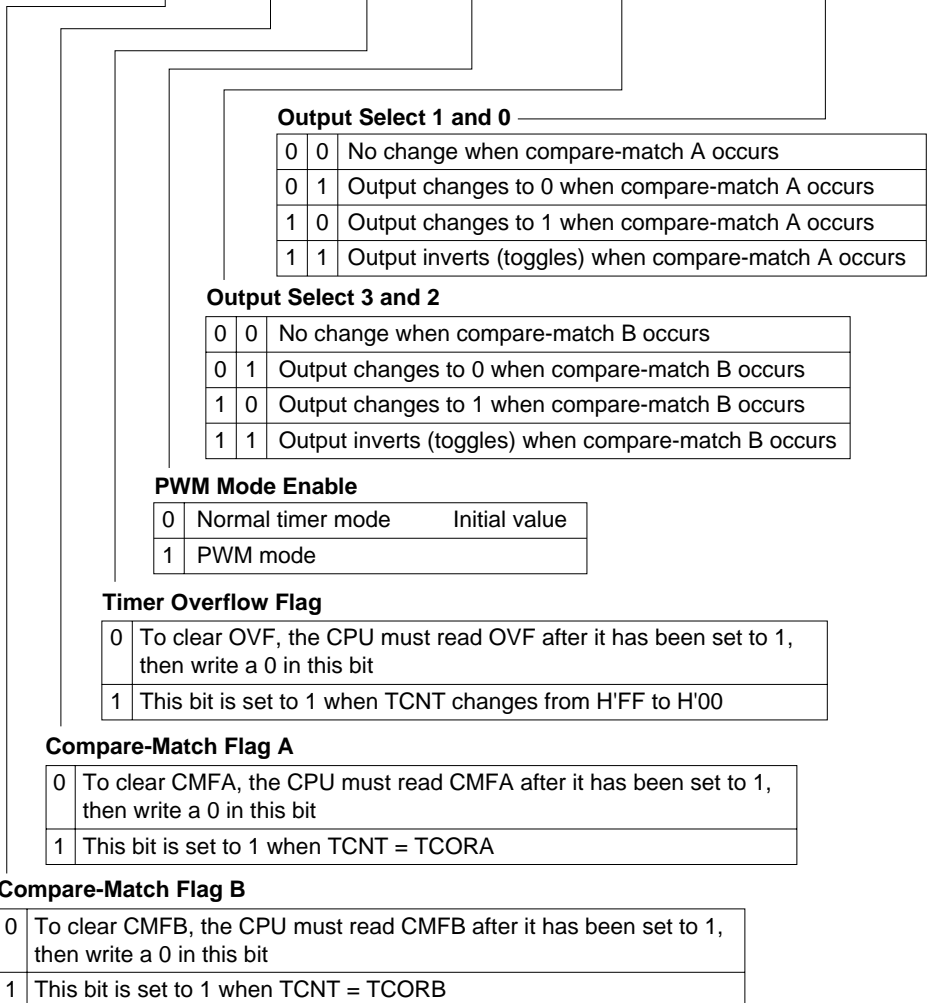 Output Select 1 and 0
0 0 No change when compare-match A occurs
0 1 Output changes to 0 when compare-match A occurs
1 0 Output changes to 1 when compare-match A occurs
1 1 Output inverts (toggles) when compare-match A occurs
Output Select 3 and 2
0 0 No change when compare-match B occurs
0 1 Output changes to 0 when compare-match B occurs
1 0 Output changes to 1 when compare-match B occurs
1 1 Output inverts (toggles) when compare-match B occurs
PWM Mode Enable
0 Normal timer mode Initial value
1 PWM mode
Timer Overflow Flag
0 To clear OVF, the CPU must read OVF after it has been set to 1,
then write a 0 in this bit
1 This bit is set to 1 when TCNT changes from H'FF to H'00
Compare-Match Flag A
0 To clear CMFA, the CPU must read CMFA after it has been set to 1,
then write a 0 in this bit
1 This bit is set to 1 when TCNT = TCORA
Compare-Match Flag B
0 To clear CMFB, the CPU must read CMFB after it has been set to 1,
then write a 0 in this bit
1 This bit is set to 1 when TCNT = TCORB